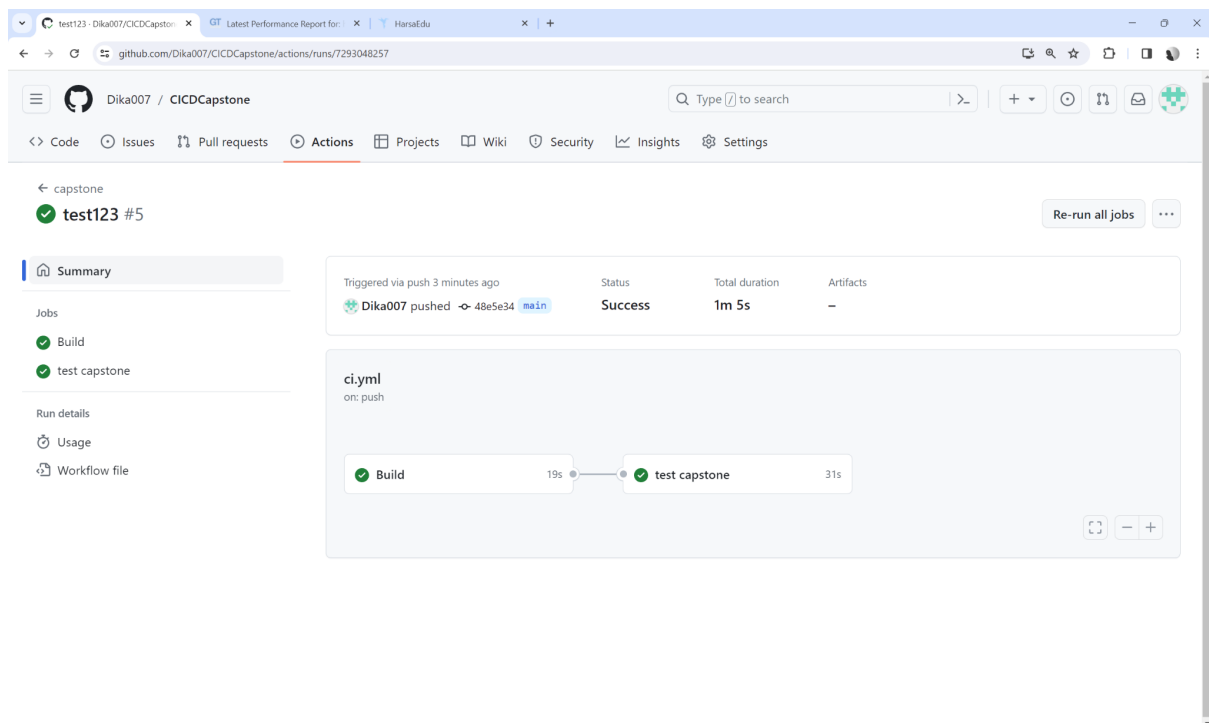 test123 · Dika007/CICDCapston
GT Latest Performance Report for:
HarsaEdu
github.com/Dika007/CICDCapstone/actions/runs/7293048257
Dika007 / CICDCapstone
Type / to search
Code Issues Pull requests Actions Projects Wiki Security Insights Settings
capstone
test123 #5
Re-run all jobs
Summary
Jobs
Build
test capstone
Run details
Usage
Workflow file
Triggered via push 3 minutes ago
Dika007 pushed 48e5e34 main
Status
Success
Total duration
1m 5s
Artifacts
–
ci.yml
on: push
Build 19s
test capstone 31s